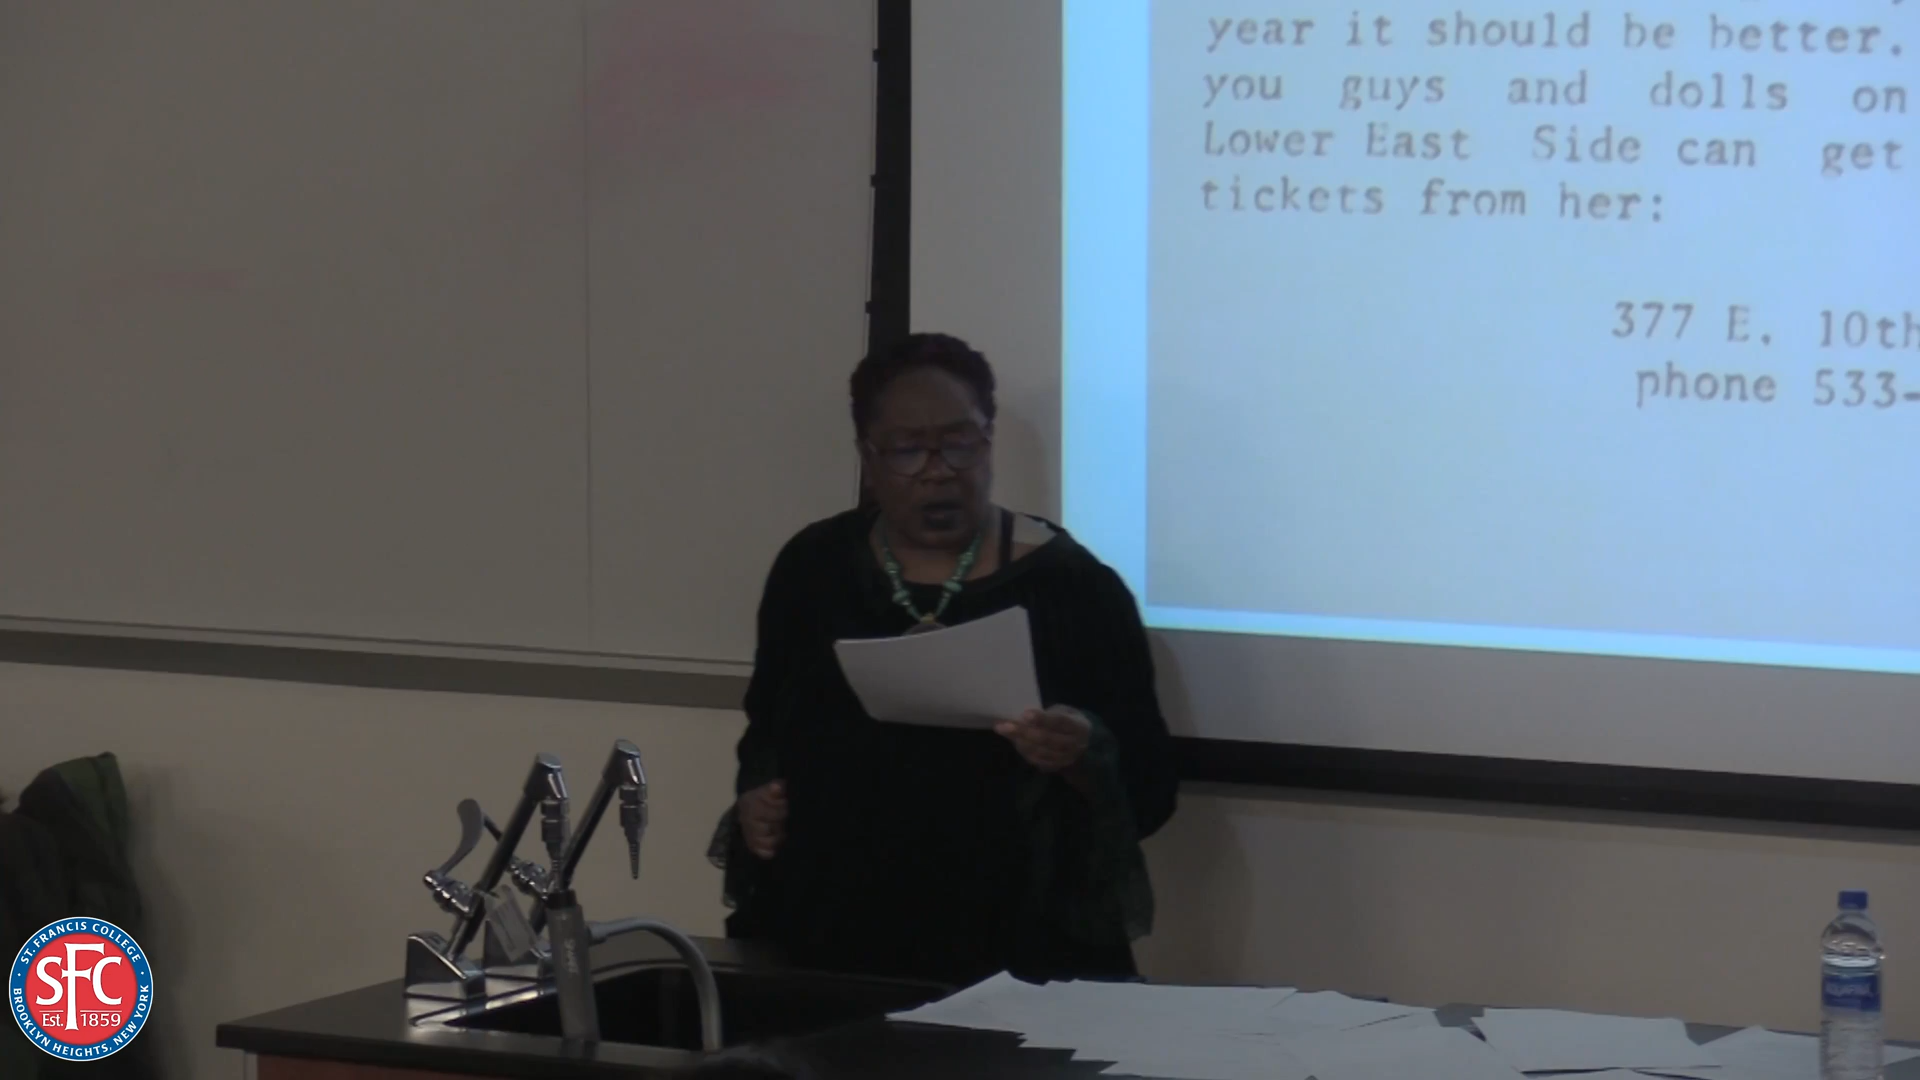 year it should be better.
you guys and dolls on
Lower East Side can get
tickets from her:
377 E. 10th
phone 533-
ST. FRANCIS COLLEGE
SFC
Est. 1859
BROOKLYN HEIGHTS, NEW YORK
AQUAFINA